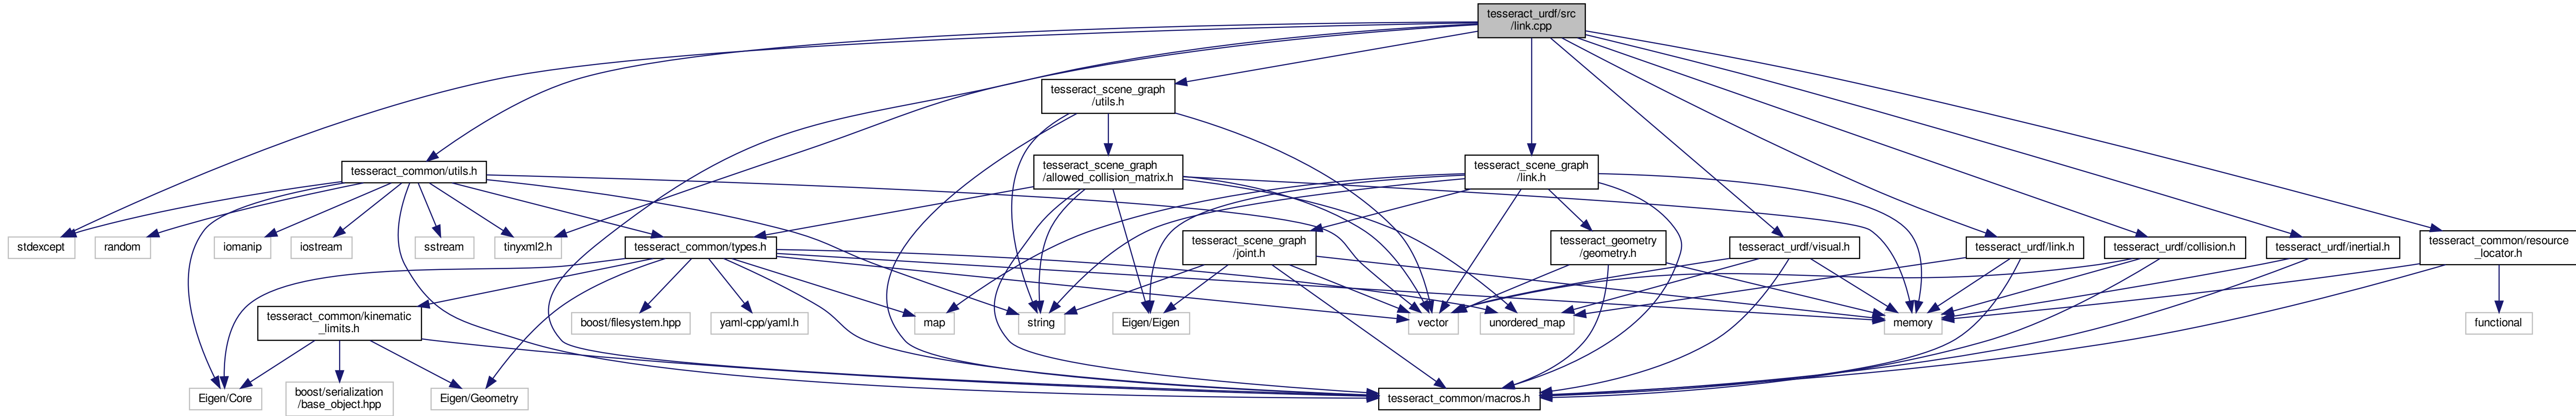 tesseract_urdf/src
/link.cpp
tesseract_scene_graph
/utils.h
tesseract_common/utils.h
tesseract_scene_graph
/allowed_collision_matrix.h
tesseract_scene_graph
/link.h
stdexcept
random
iomanip
iostream
sstream
tinyxml2.h
tesseract_common/types.h
tesseract_scene_graph
/joint.h
tesseract_geometry
/geometry.h
tesseract_urdf/visual.h
tesseract_urdf/link.h
tesseract_urdf/collision.h
tesseract_urdf/inertial.h
tesseract_common/resource
_locator.h
tesseract_common/kinematic
_limits.h
boost/filesystem.hpp
yaml-cpp/yaml.h
map
string
Eigen/Eigen
vector
unordered_map
memory
functional
Eigen/Core
boost/serialization
/base_object.hpp
Eigen/Geometry
tesseract_common/macros.h